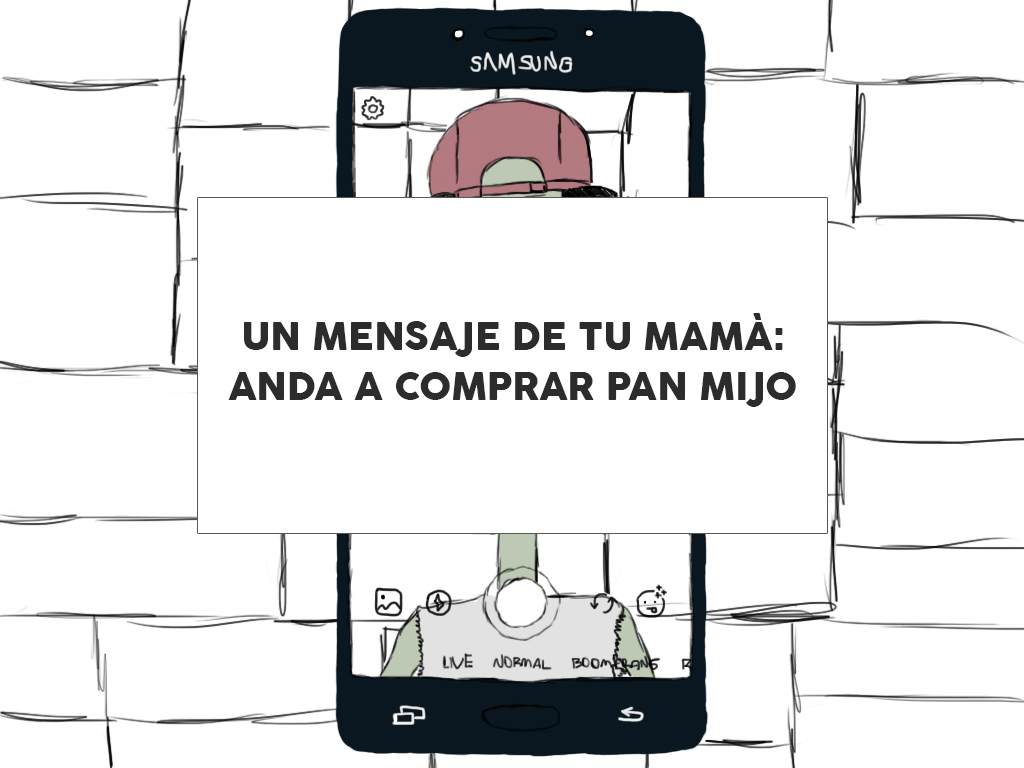 SAMSUNG
UN MENSAJE DE TU MAMÀ:
ANDA A COMPRAR PAN MIJO
LIVE NORMAL BOOMERANG R